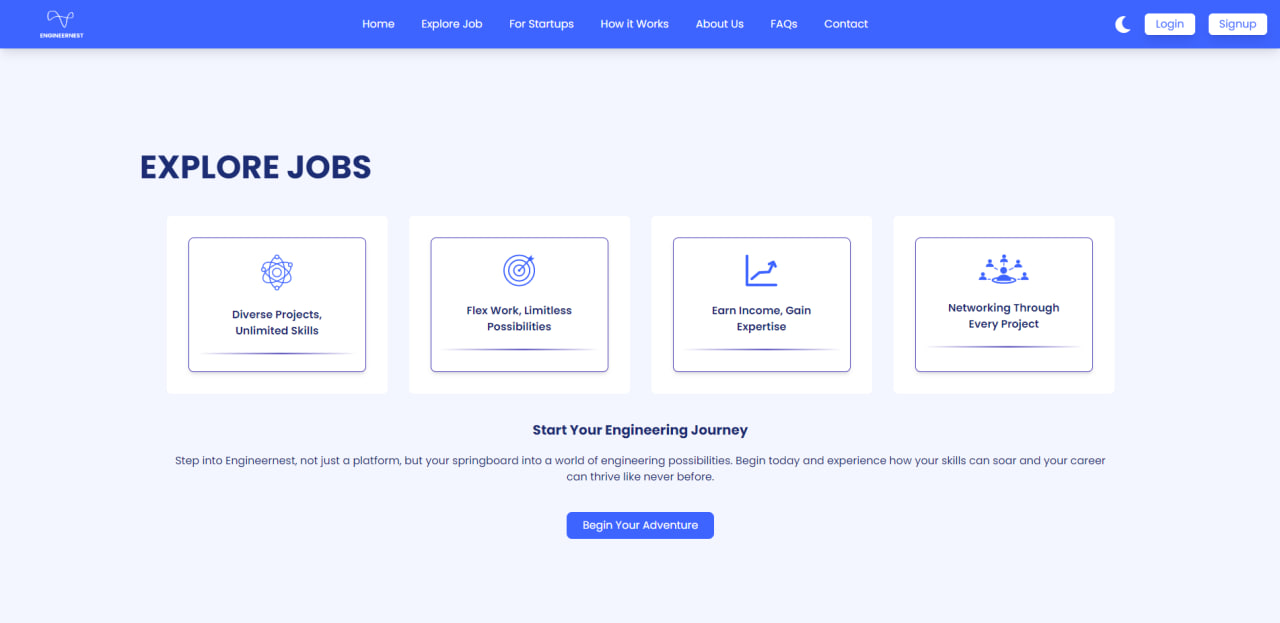 ENGINEERNEST
Home Explore Job For Startups How it Works About Us FAQs Contact
Login Signup
EXPLORE JOBS
Diverse Projects,
Unlimited Skills
Flex Work, Limitless
Possibilities
Earn Income, Gain
Expertise
Networking Through
Every Project
Start Your Engineering Journey
Step into Engineernest, not just a platform, but your springboard into a world of engineering possibilities. Begin today and experience how your skills can soar and your career
can thrive like never before.
Begin Your Adventure